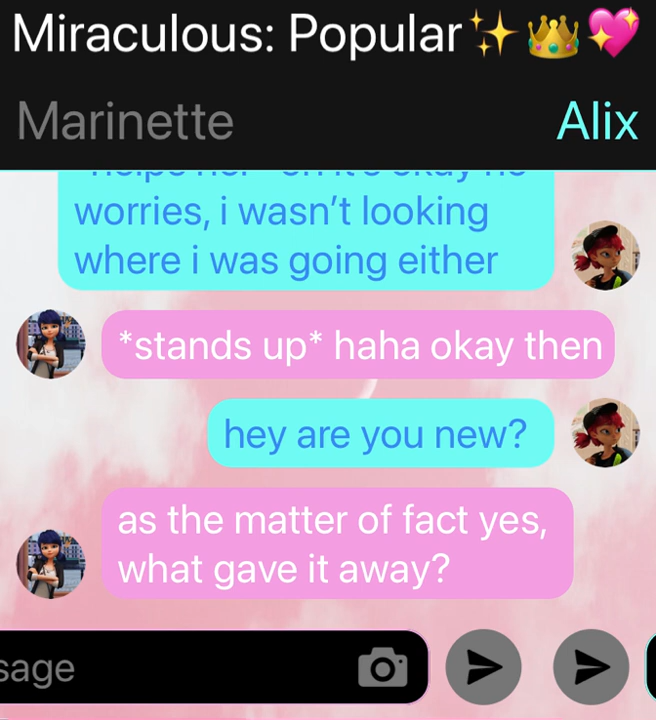 Miraculous: Popular✨👑💖
Marinette
Alix
worries, i wasn’t looking
where i was going either
*stands up* haha okay then
hey are you new?
as the matter of fact yes,
what gave it away?
sage